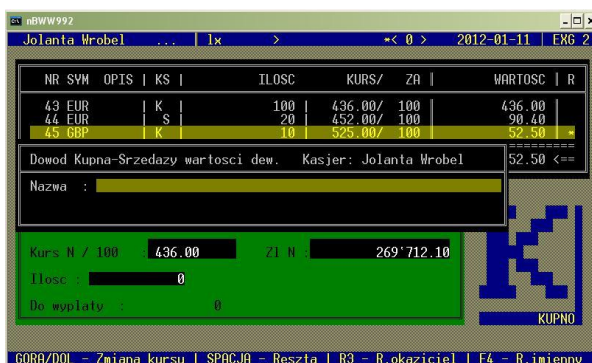 nBWW992
Jolanta Wrobel ... lx > *< 0 > 2012-01-11 | EXG 2
NR SYM OPIS | KS | ILOSC KURS/ ZA WARTOSC R
43 EUR | K | 100 | 436.00/ 100 436.00
44 EUR | S | 20 | 452.00/ 100 90.40
45 GBP | K | 10 | 525.00/ 100 52.50 *
=========
Dowod Kupna-Srzedazy wartosci dew. Kasjer: Jolanta Wrobel 52.50 <==
Nazwa :
Kurs N / 100 : 436.00 Zl N : 269'712.10
Ilosc : 0
Do wyplaty : 0
K
KUPNO
GORA/DOL - Zmiana kursu | SPACJA - Reszta | R3 - R.okaziciel | F4 - R.imienny